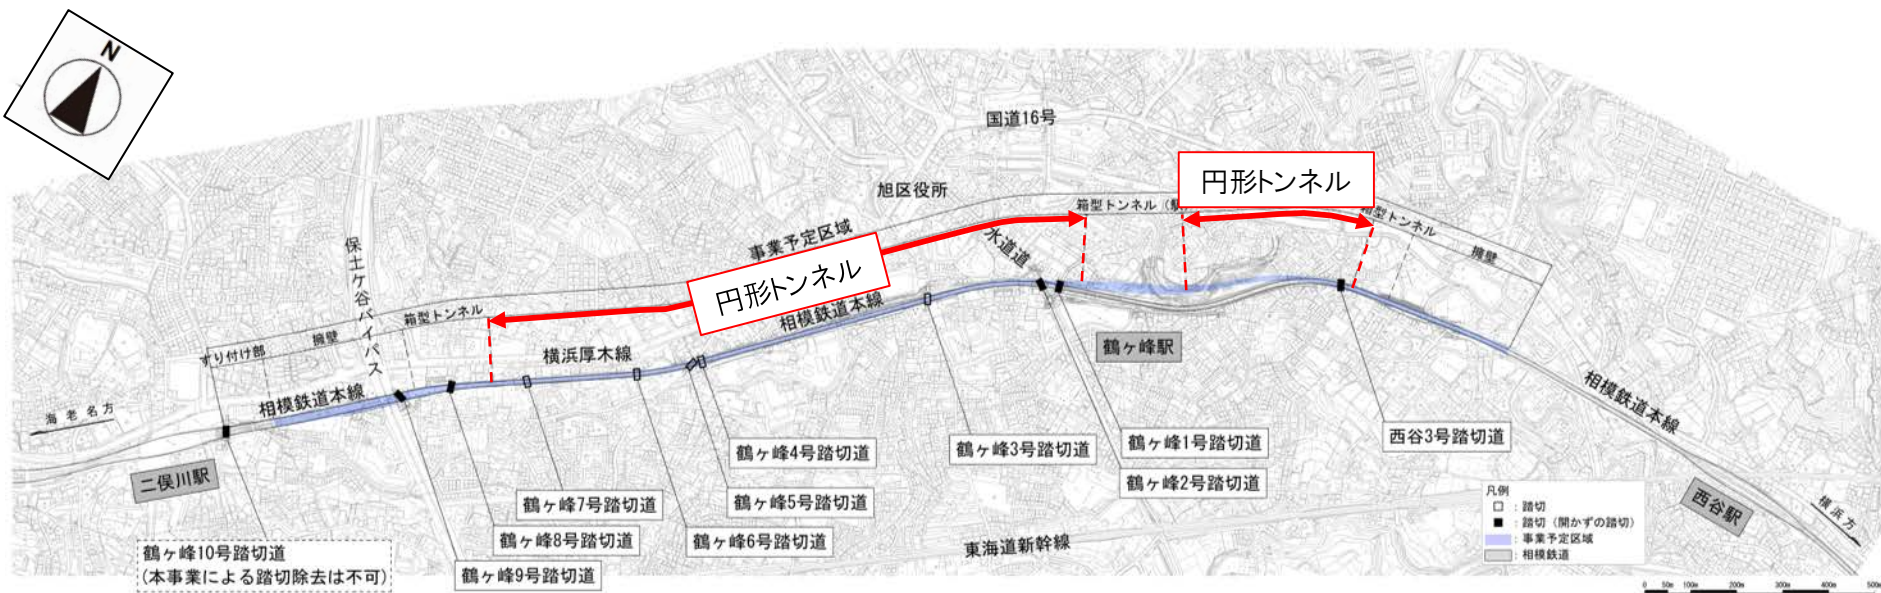 N
国道16号
円形トンネル
旭区役所
箱型トンネル（駅）
箱型トンネル
擁壁
事業予定区域
水道道
保土ケ谷バイパス
円形トンネル
相模鉄道本線
箱型トンネル
擁壁
すり付け部
横浜厚木線
鶴ヶ峰駅
相模鉄道本線
海老名方
相模鉄道本線
二俣川駅
鶴ヶ峰4号踏切道
鶴ヶ峰3号踏切道
鶴ヶ峰1号踏切道
西谷3号踏切道
鶴ヶ峰7号踏切道
鶴ヶ峰5号踏切道
鶴ヶ峰2号踏切道
鶴ヶ峰8号踏切道
鶴ヶ峰6号踏切道
鶴ヶ峰10号踏切道
(本事業による踏切除去は不可)
鶴ヶ峰9号踏切道
東海道新幹線
西谷駅
横浜方
凡例
：踏切
：踏切（開かずの踏切）
：事業予定区域
：相模鉄道
0 50m 100m 200m 300m 400m 500m